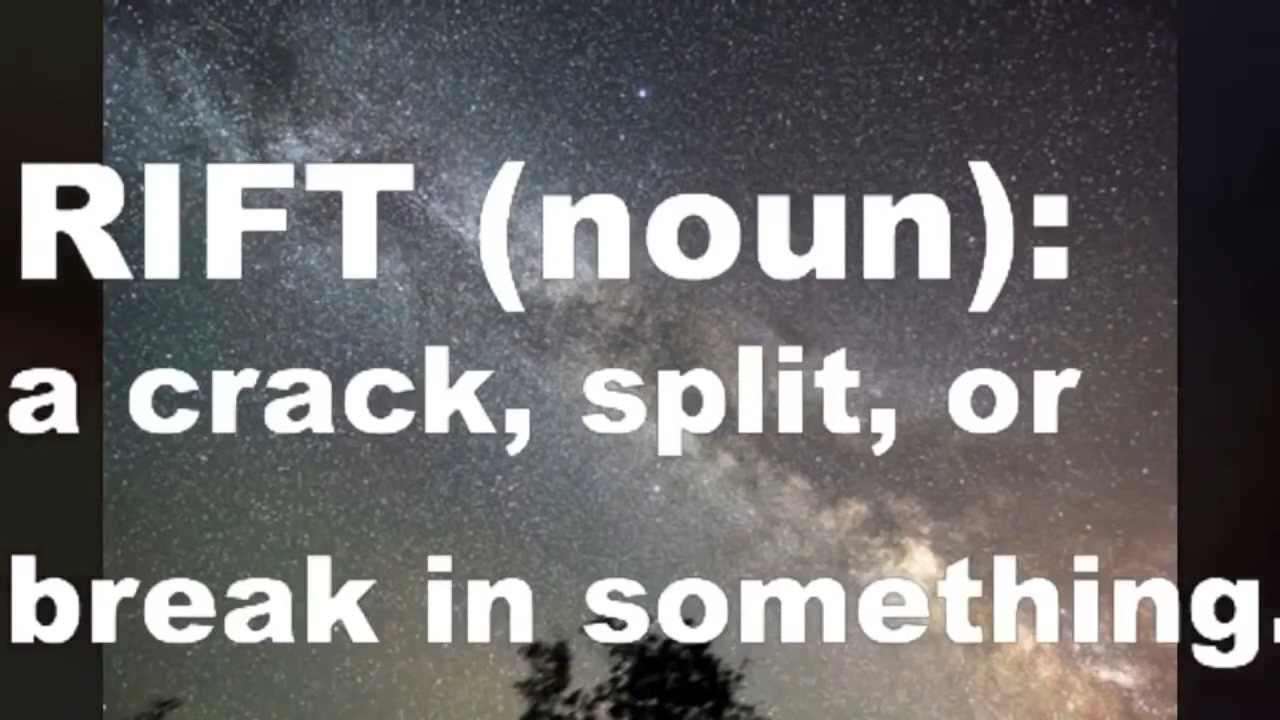 RIFT (noun):
a crack, split, or
break in something.